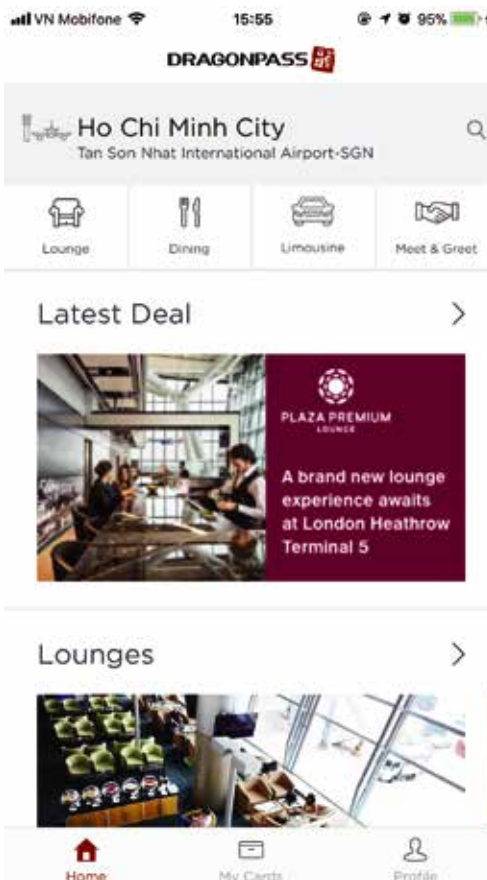 VN Mobifone
15:55
95%
DRAGONPASS
Ho Chi Minh City
Tan Son Nhat International Airport-SGN
Lounge
Dining
Limousine
Meet & Greet
Latest Deal
PLAZA PREMIUM
LOUNGE
A brand new lounge
experience awaits
at London Heathrow
Terminal 5
Lounges
Home
My Cards
Profile